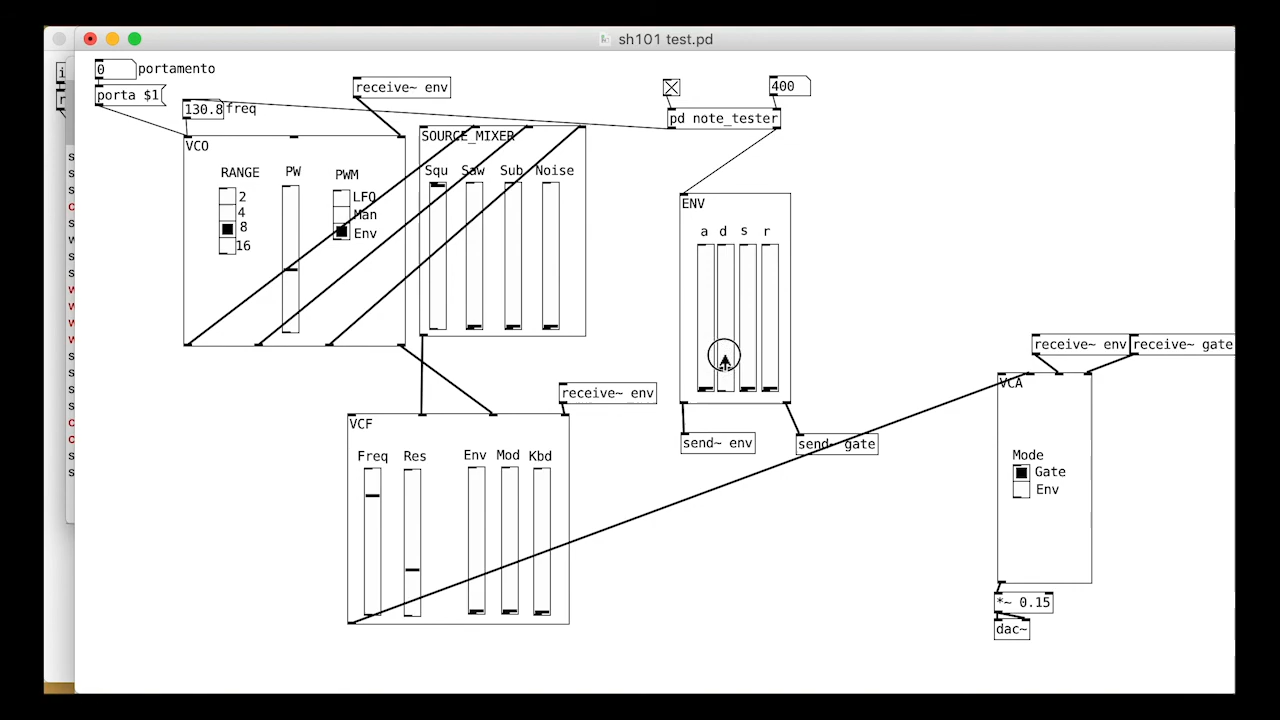 sh101 test.pd
0 portamento
porta $1
130.8 freq
receive~ env
400
pd note_tester
VCO
RANGE
2
4
8
16
PW
PWM
LFO
Man
Env
SOURCE_MIXER
Squ Saw Sub Noise
ENV
a d s r
send~ env
send~ gate
receive~ env
VCF
Freq Res Env Mod Kbd
receive~ env
receive~ gate
VCA
Mode
Gate
Env
*~ 0.15
dac~